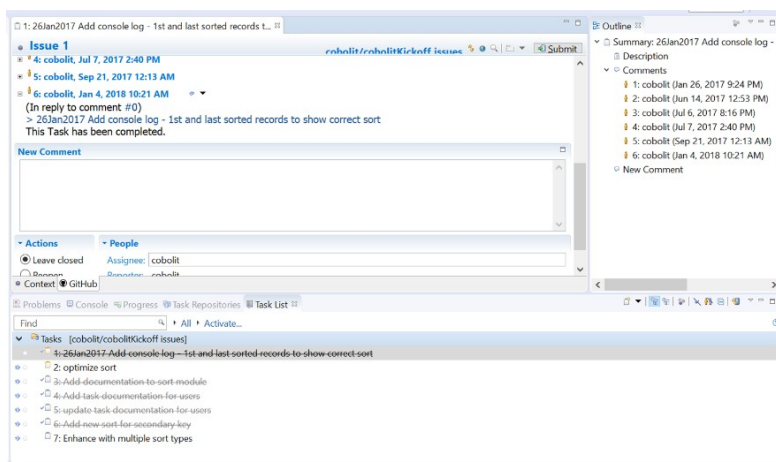 1: 26Jan2017 Add console log - 1st and last sorted records t...
Issue 1
cobolit/cobolitKickoff issues
Submit
4: cobolit, Jul 7, 2017 2:40 PM
5: cobolit, Sep 21, 2017 12:13 AM
6: cobolit, Jan 4, 2018 10:21 AM
(In reply to comment #0)
> 26Jan2017 Add console log - 1st and last sorted records to show correct sort
This Task has been completed.
New Comment
Actions
People
Leave closed
Assignee: cobolit
Reopen
Reporter: cobolit
Context
GitHub
Outline
Summary: 26Jan2017 Add console log -
Description
Comments
1: cobolit (Jan 26, 2017 9:24 PM)
2: cobolit (Jun 14, 2017 12:53 PM)
3: cobolit (Jul 6, 2017 8:16 PM)
4: cobolit (Jul 7, 2017 2:40 PM)
5: cobolit (Sep 21, 2017 12:13 AM)
6: cobolit (Jan 4, 2018 10:21 AM)
New Comment
Problems Console Progress Task Repositories Task List
Find
All
Activate...
Tasks [cobolit/cobolitKickoff issues]
1: 26Jan2017 Add console log - 1st and last sorted records to show correct sort
2: optimize sort
3: Add documentation to sort module
4: Add task documentation for users
5: update task documentation for users
6: Add new sort for secondary key
7: Enhance with multiple sort types